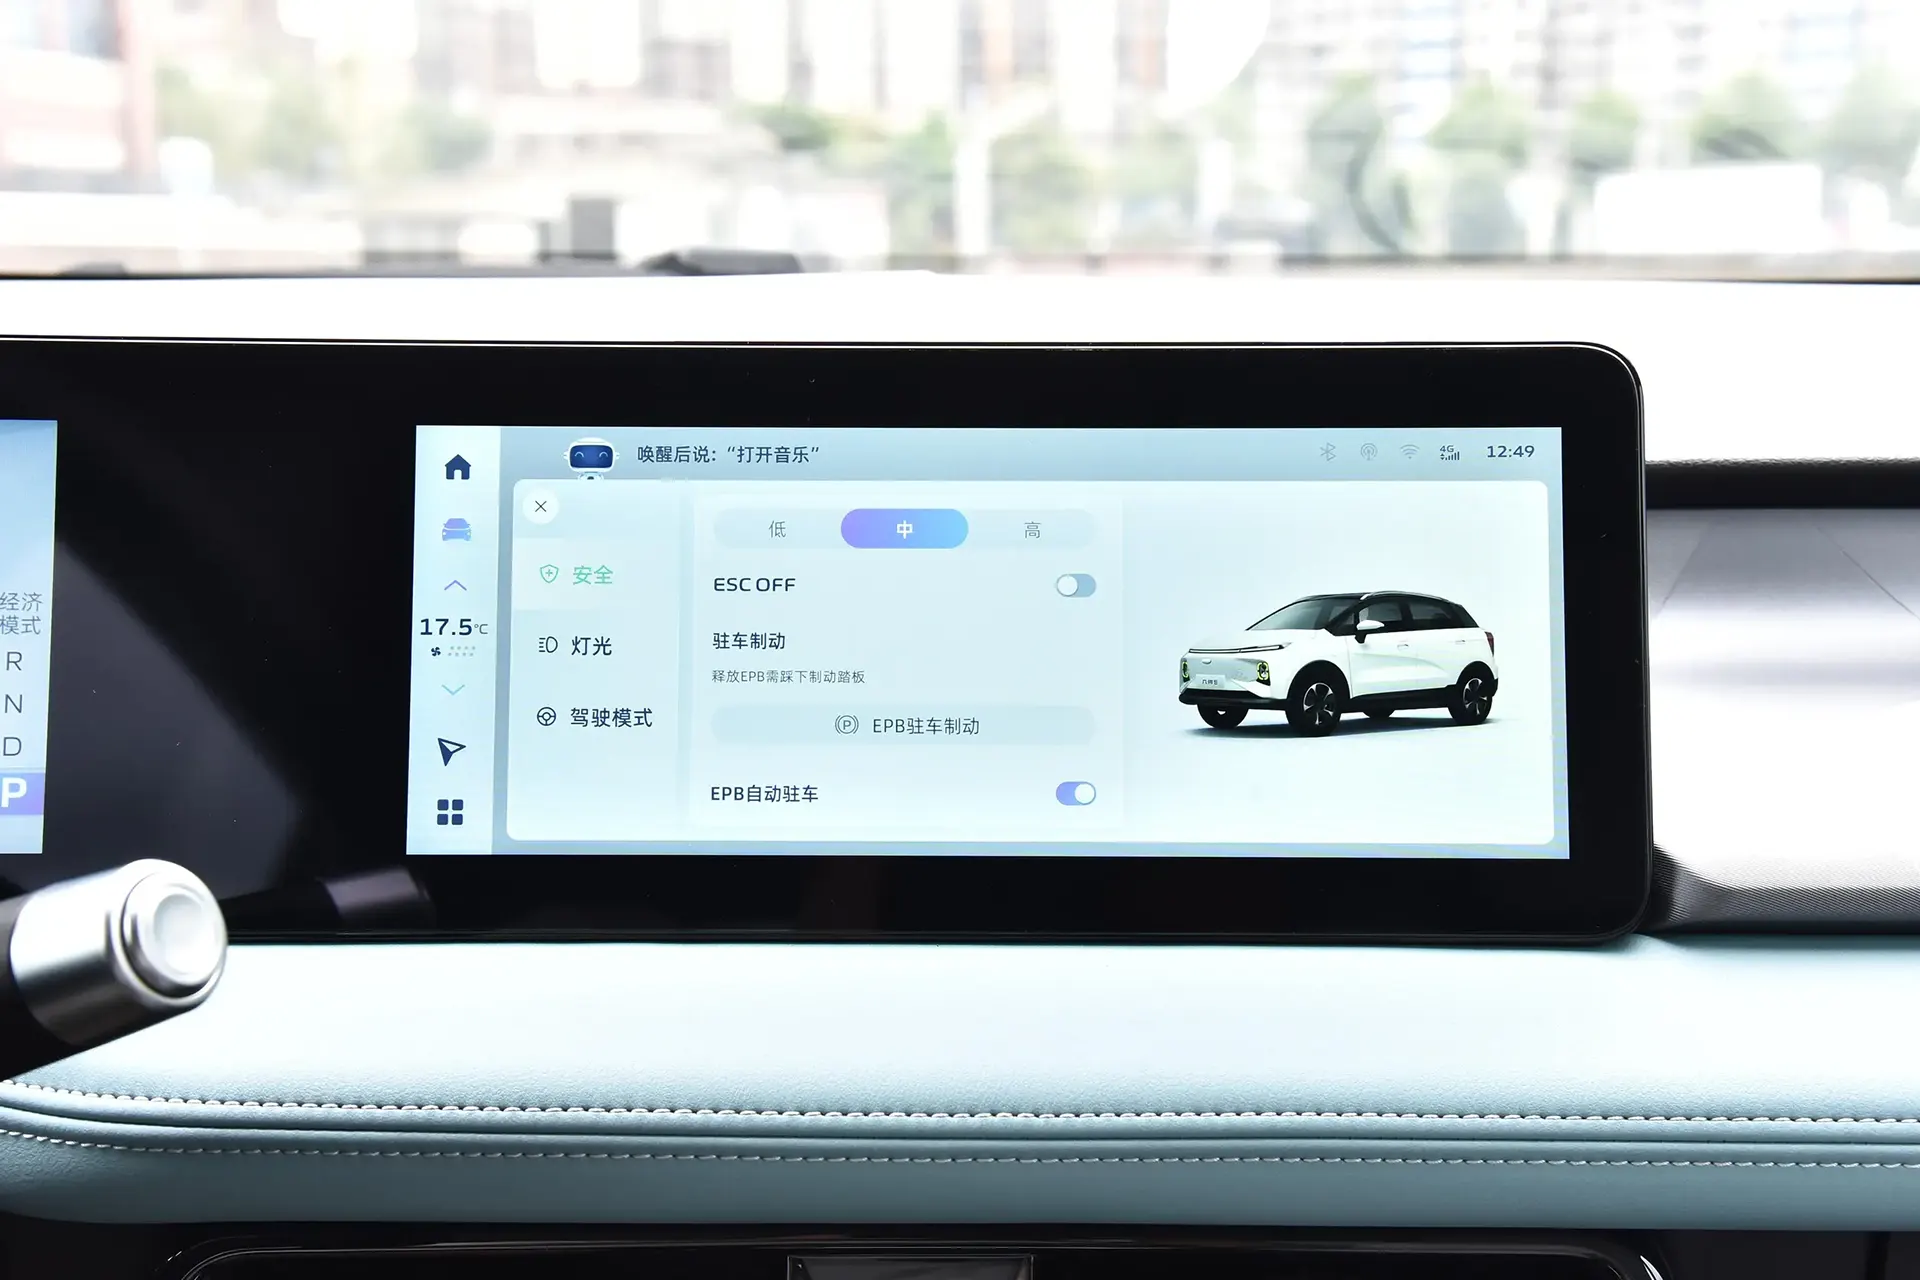 经济
模式
R
N
D
P
唤醒后说：“打开音乐”
4G
12:49
17.5℃
安全
灯光
驾驶模式
低
中
高
ESC OFF
驻车制动
释放EPB需踩下制动踏板
Ⓟ EPB驻车制动
EPB自动驻车